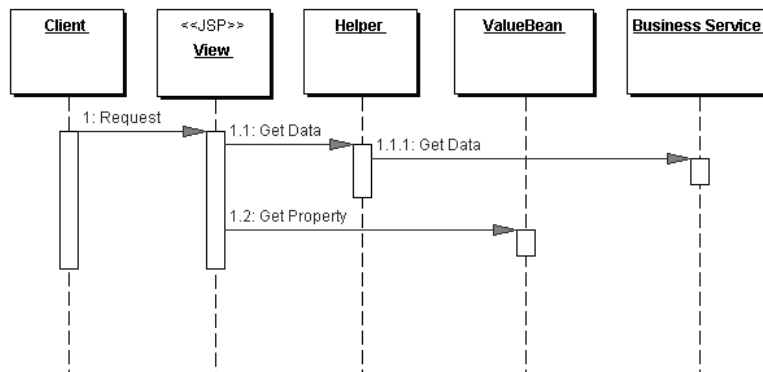 Client
<<JSP>>
View
Helper
ValueBean
Business Service
1: Request
1.1: Get Data
1.1.1: Get Data
1.2: Get Property